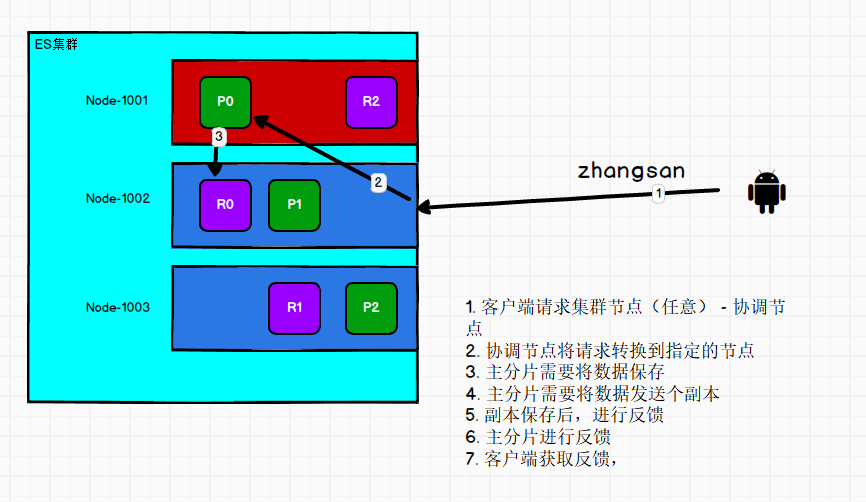 ES集群
Node-1001
P0
R2
3
2
zhangsan
1
Node-1002
R0
P1
Node-1003
R1
P2
1. 客户端请求集群节点（任意） - 协调节
点
2. 协调节点将请求转换到指定的节点
3. 主分片需要将数据保存
4. 主分片需要将数据发送个副本
5. 副本保存后，进行反馈
6. 主分片进行反馈
7. 客户端获取反馈，